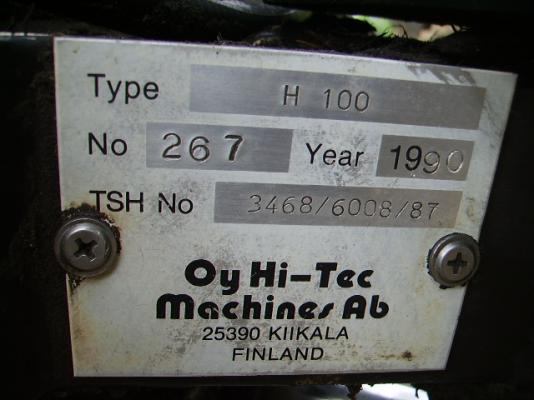 Type H 100
No 267 Year 1990
TSH No 3468/6008/87
Oy Hi-Tec
Machines Ab
25390 KIIKALA
FINLAND